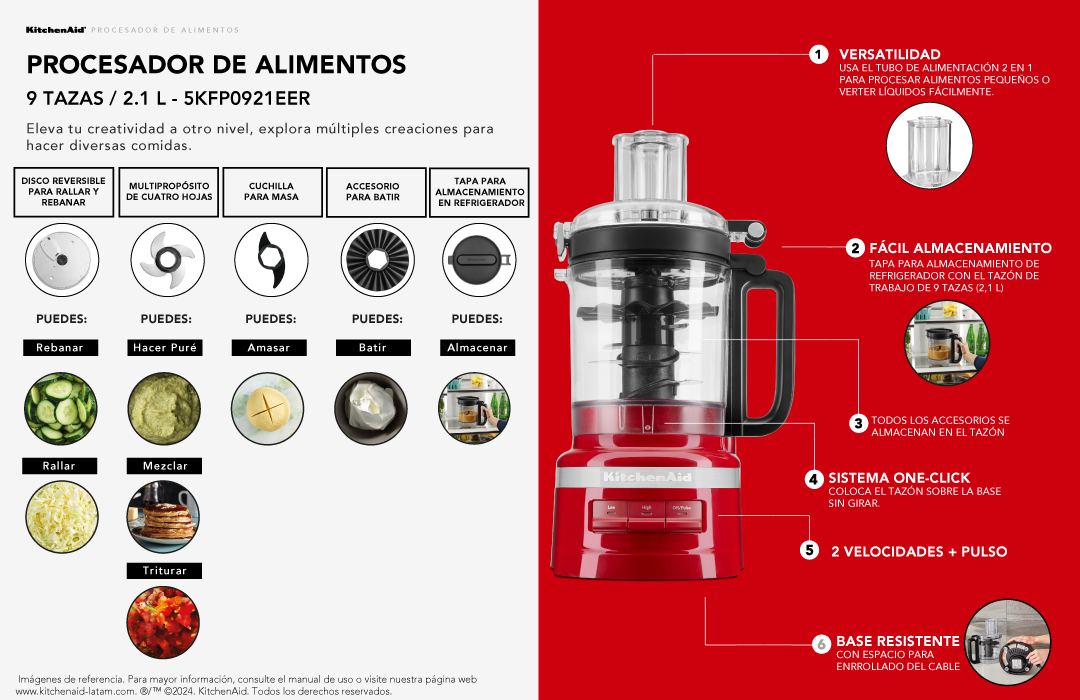 KitchenAid® PROCESADOR DE ALIMENTOS
PROCESADOR DE ALIMENTOS
9 TAZAS / 2.1 L - 5KFP0921EER
Eleva tu creatividad a otro nivel, explora múltiples creaciones para
hacer diversas comidas.
DISCO REVERSIBLE
PARA RALLAR Y
REBANAR
MULTIPROPÓSITO
DE CUATRO HOJAS
CUCHILLA
PARA MASA
ACCESORIO
PARA BATIR
TAPA PARA
ALMACENAMIENTO
EN REFRIGERADOR
PUEDES:
PUEDES:
PUEDES:
PUEDES:
PUEDES:
Rebanar
Hacer Puré
Amasar
Batir
Almacenar
Rallar
Mezclar
Triturar
Imágenes de referencia. Para mayor información, consulte el manual de uso o visite nuestra página web
www.kitchenaid-latam.com. ®/™ ©2024. KitchenAid. Todos los derechos reservados.
1 VERSATILIDAD
USA EL TUBO DE ALIMENTACIÓN 2 EN 1
PARA PROCESAR ALIMENTOS PEQUEÑOS O
VERTER LÍQUIDOS FÁCILMENTE.
2 FÁCIL ALMACENAMIENTO
TAPA PARA ALMACENAMIENTO DE
REFRIGERADOR CON EL TAZÓN DE
TRABAJO DE 9 TAZAS (2,1 L)
3 TODOS LOS ACCESORIOS SE
ALMACENAN EN EL TAZÓN
4 SISTEMA ONE-CLICK
COLOCA EL TAZÓN SOBRE LA BASE
SIN GIRAR.
KitchenAid
Low
High
Off/Pulse
5 2 VELOCIDADES + PULSO
6 BASE RESISTENTE
CON ESPACIO PARA
ENROLLADO DEL CABLE